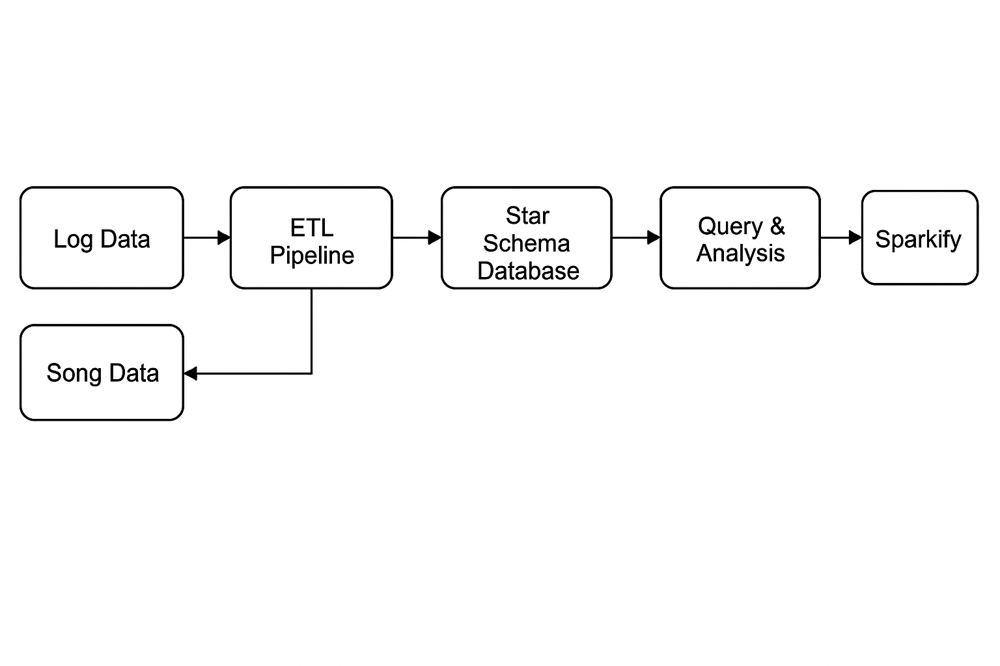 Log Data
ETL
Pipeline
Star
Schema
Database
Query &
Analysis
Sparkify
Song Data